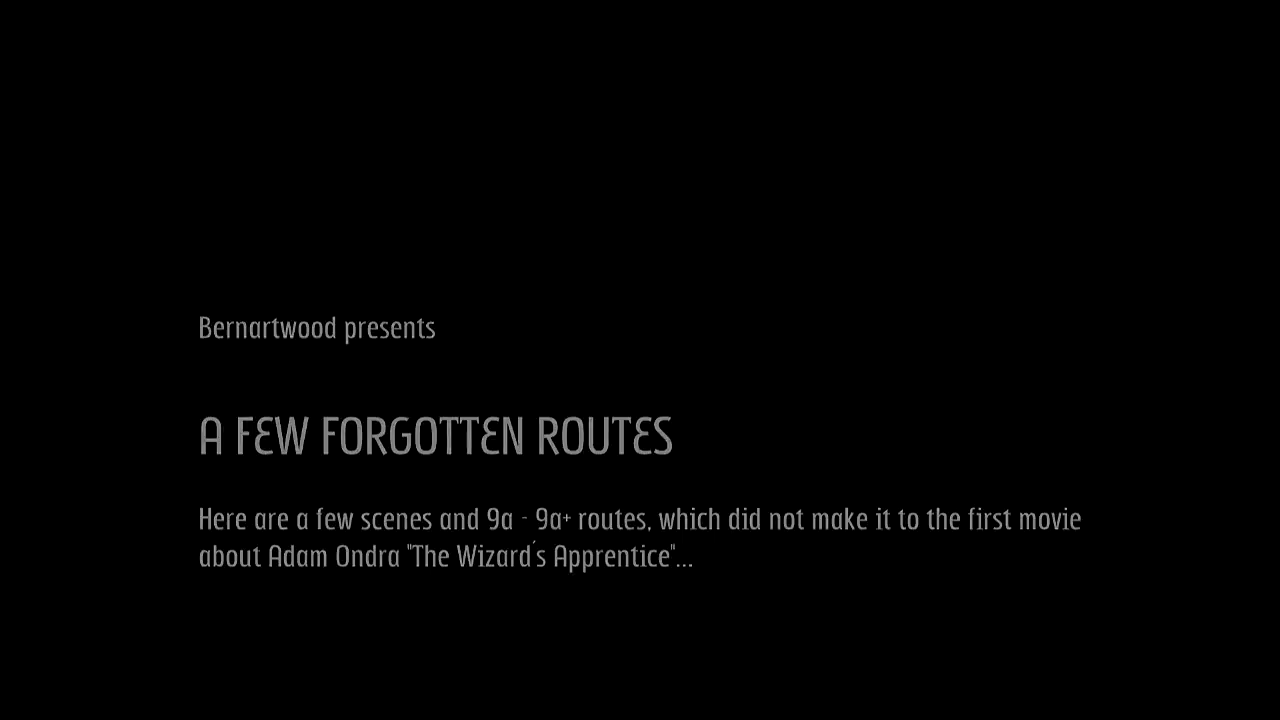 Bernartwood presents
A FEW FORGOTTEN ROUTES
Here are a few scenes and 9a - 9a+ routes, which did not make it to the first movie
about Adam Ondra "The Wizard´s Apprentice"...